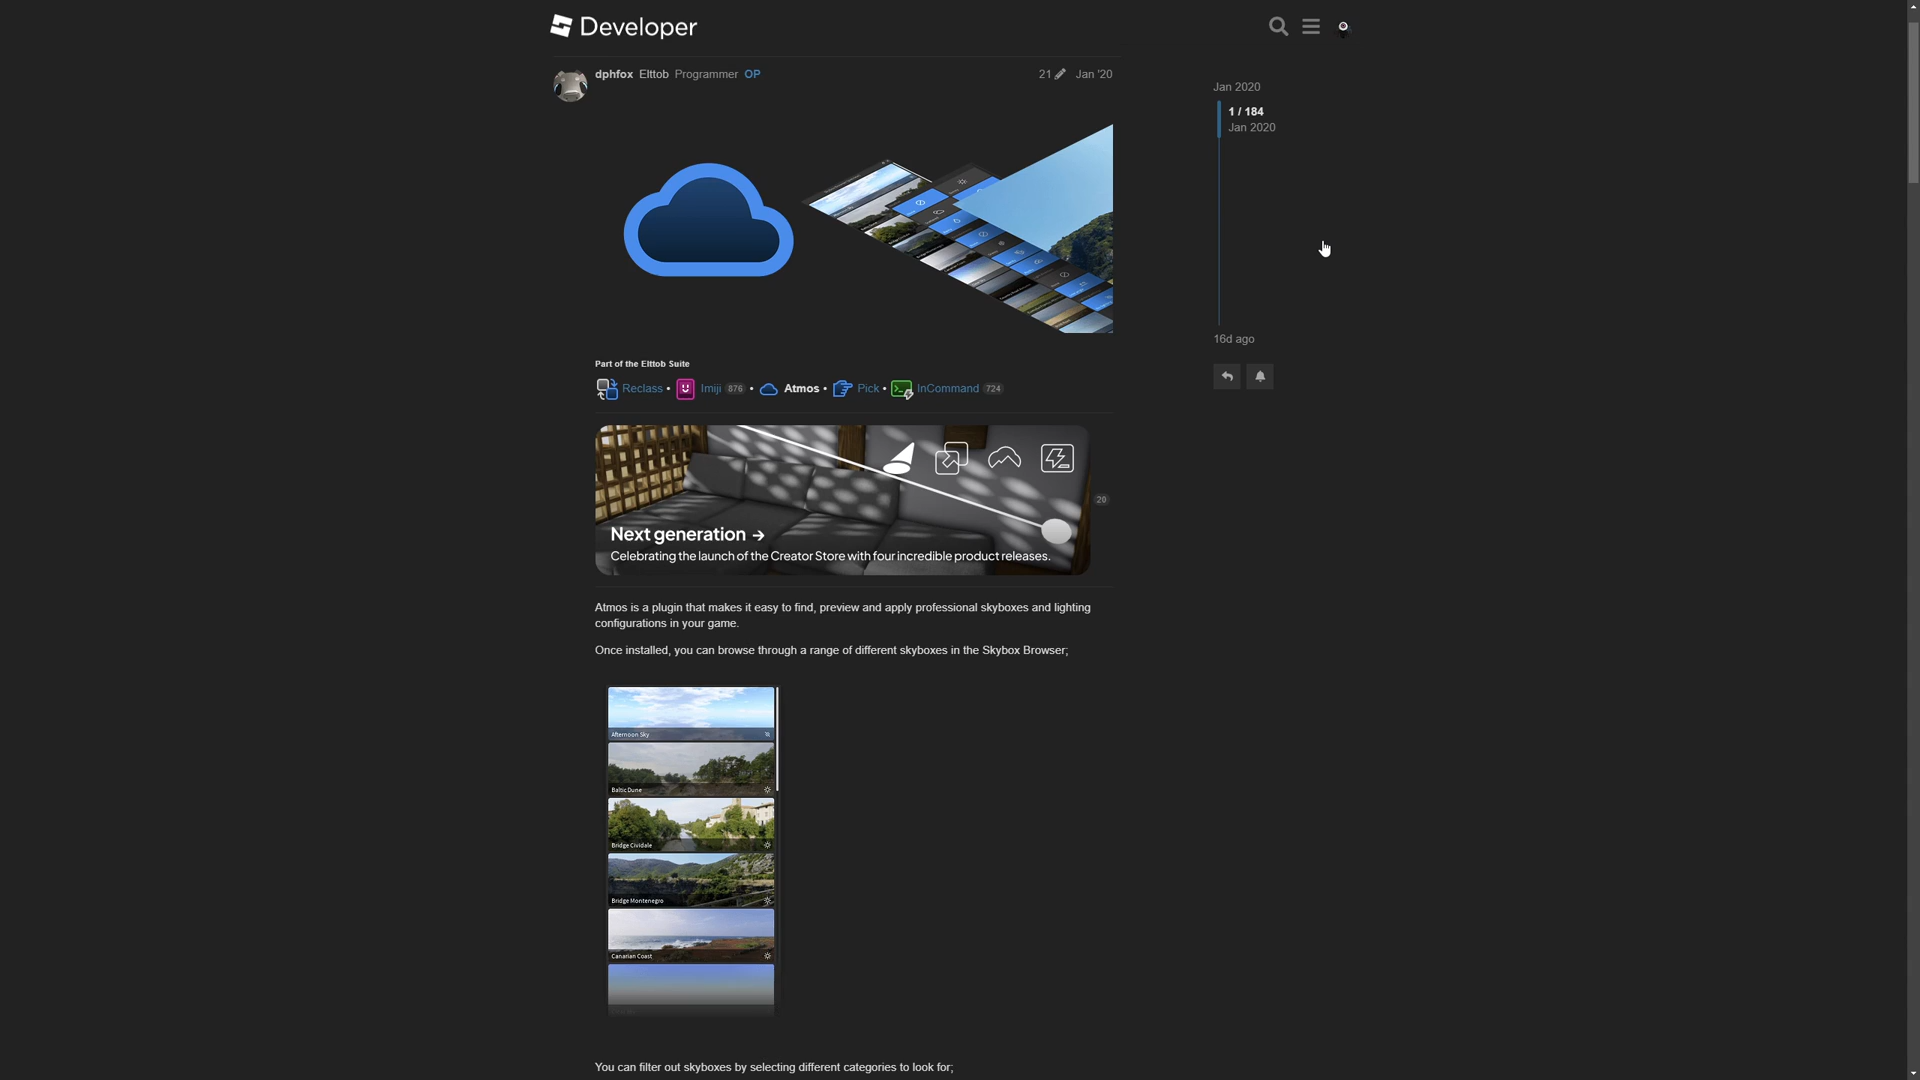 Developer
dphfox Elttob Programmer OP
21 Jan '20
Jan 2020
1 / 184
Jan 2020
16d ago
Part of the Elttob Suite
Reclass • Imiji 876 • Atmos • Pick • InCommand 724
Next generation →
Celebrating the launch of the Creator Store with four incredible product releases.
20
Atmos is a plugin that makes it easy to find, preview and apply professional skyboxes and lighting
configurations in your game.
Once installed, you can browse through a range of different skyboxes in the Skybox Browser;
Afternoon Sky
Baltic Dune
Bridge Cividale
Bridge Montenegro
Canarian Coast
You can filter out skyboxes by selecting different categories to look for;